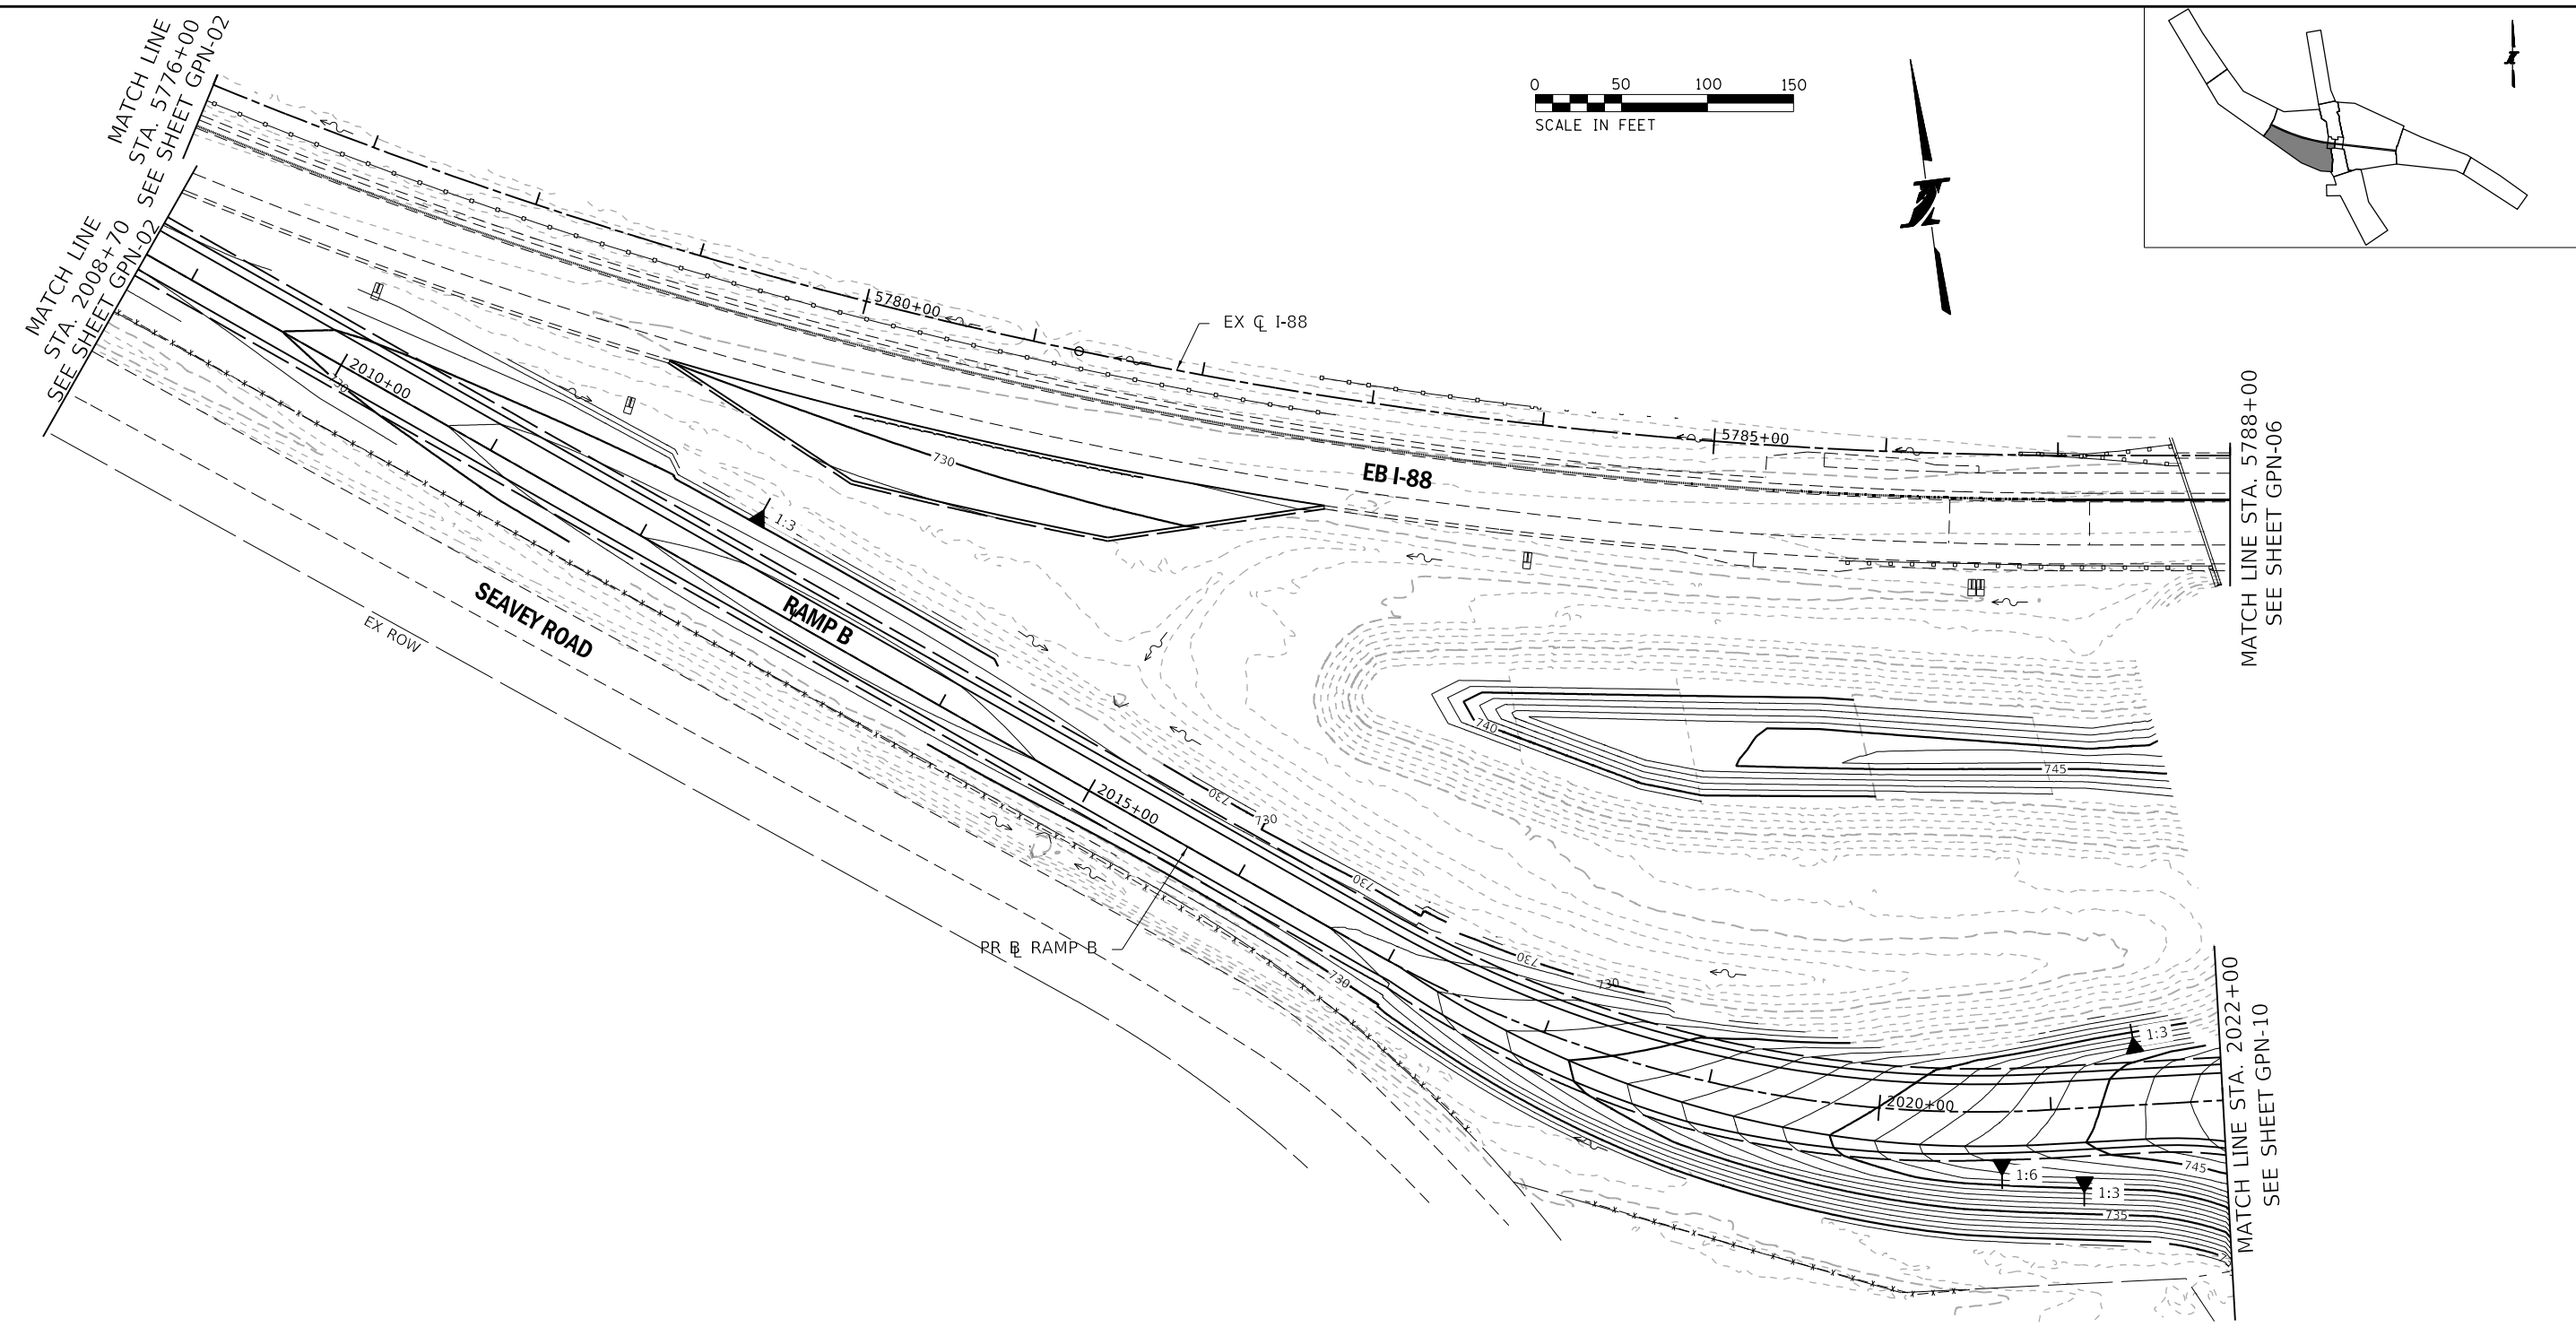 MATCH LINE
STA. 5776+00
SEE SHEET GPN-02
MATCH LINE
STA. 2008+70
SEE SHEET GPN-02
0 50 100 150
SCALE IN FEET
5780+00
EX ℄ I-88
5785+00
EB I-88
MATCH LINE STA. 5788+00
SEE SHEET GPN-06
2010+00
730
730
1:3
SEAVEY ROAD
RAMP B
EX ROW
740
745
2015+00
730
730
730
PR BL RAMP B
730
730
730
2020+00
1:3
1:6
1:3
745
735
MATCH LINE STA. 2022+00
SEE SHEET GPN-10